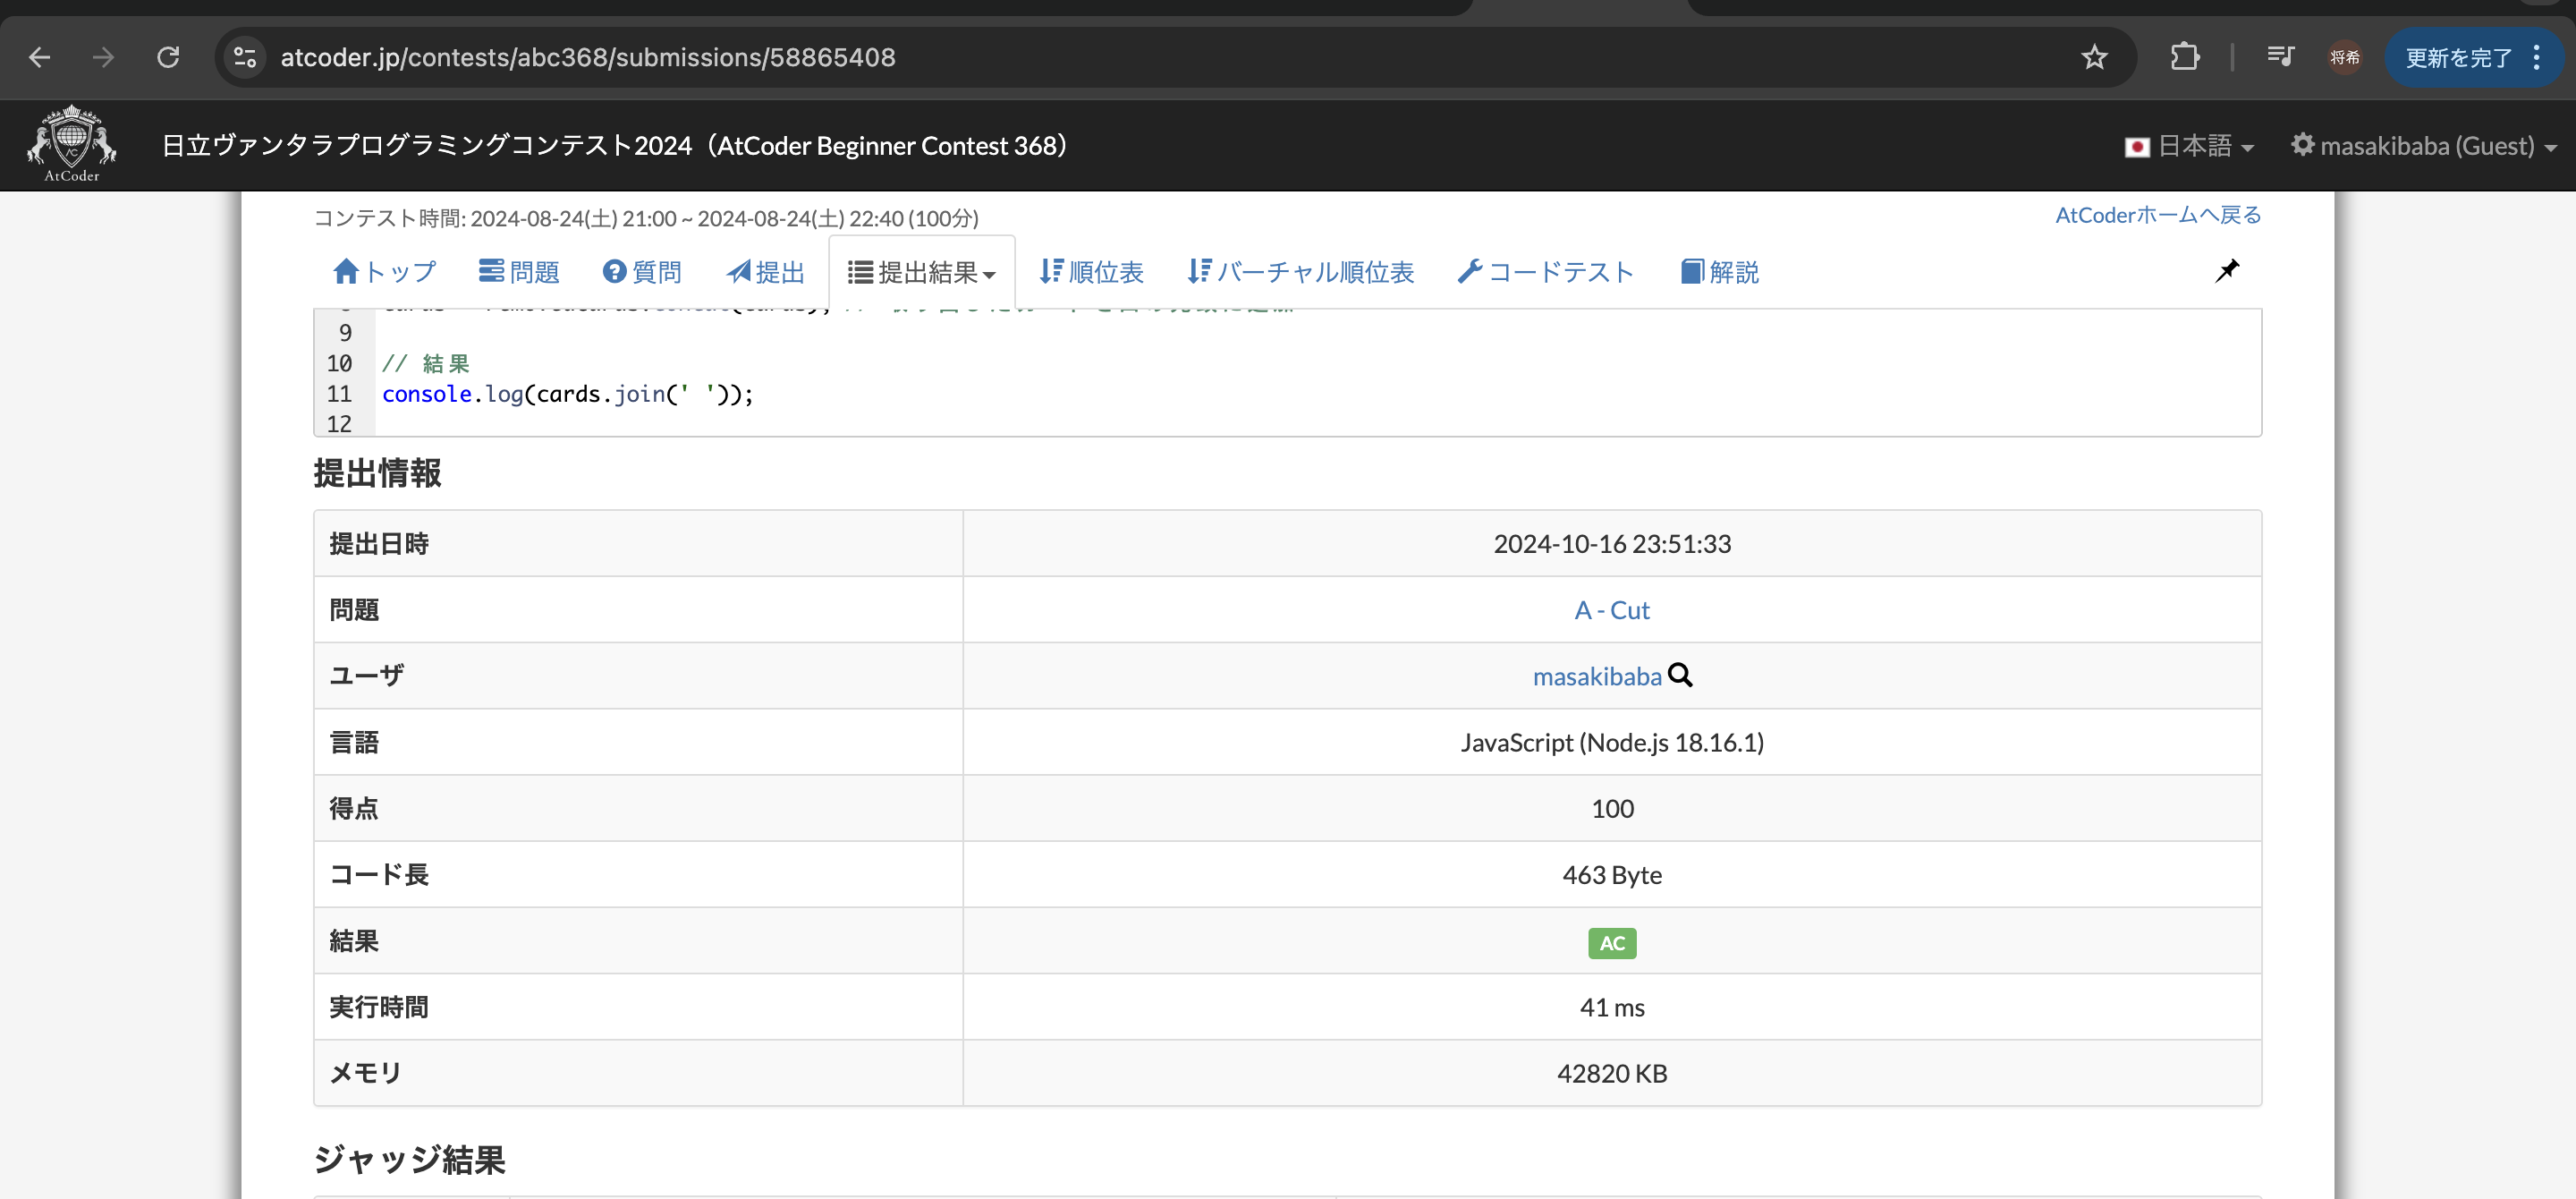 atcoder.jp/contests/abc368/submissions/58865408
将希
更新を完了
AtCoder
日立ヴァンタラプログラミングコンテスト2024（AtCoder Beginner Contest 368）
日本語
masakibaba (Guest)
コンテスト時間: 2024-08-24(土) 21:00 ~ 2024-08-24(土) 22:40 (100分)
AtCoderホームへ戻る
トップ 問題 質問 提出 提出結果 順位表 バーチャル順位表 コードテスト 解説
9
10 // 結果
11 console.log(cards.join(' '));
12
提出情報
提出日時 2024-10-16 23:51:33
問題 A - Cut
ユーザ masakibaba
言語 JavaScript (Node.js 18.16.1)
得点 100
コード長 463 Byte
結果 AC
実行時間 41 ms
メモリ 42820 KB
ジャッジ結果